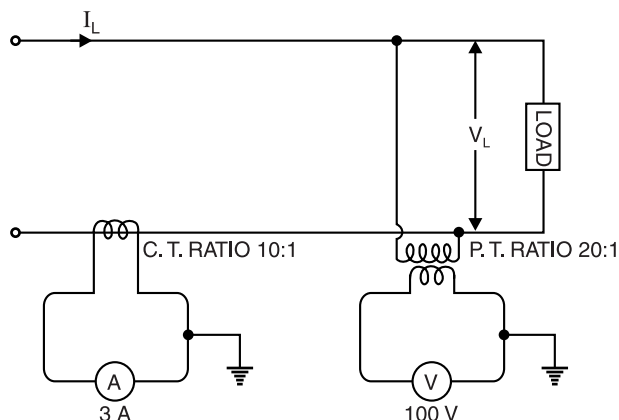 I_L
V_L
LOAD
C. T. RATIO 10:1
P. T. RATIO 20:1
A
V
3 A
100 V